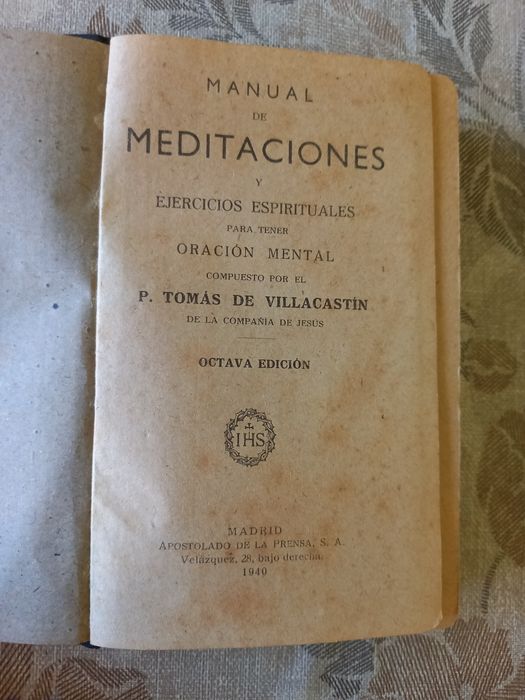 MANUAL
DE
MEDITACIONES
Y
EJERCICIOS ESPIRITUALES
PARA TENER
ORACIÓN MENTAL
COMPUESTO POR EL
P. TOMÁS DE VILLACASTÍN
DE LA COMPAÑIA DE JESÚS
OCTAVA EDICIÓN
IHS
MADRID
APOSTOLADO DE LA PRENSA, S. A.
Velázquez, 28, bajo derecha.
1940